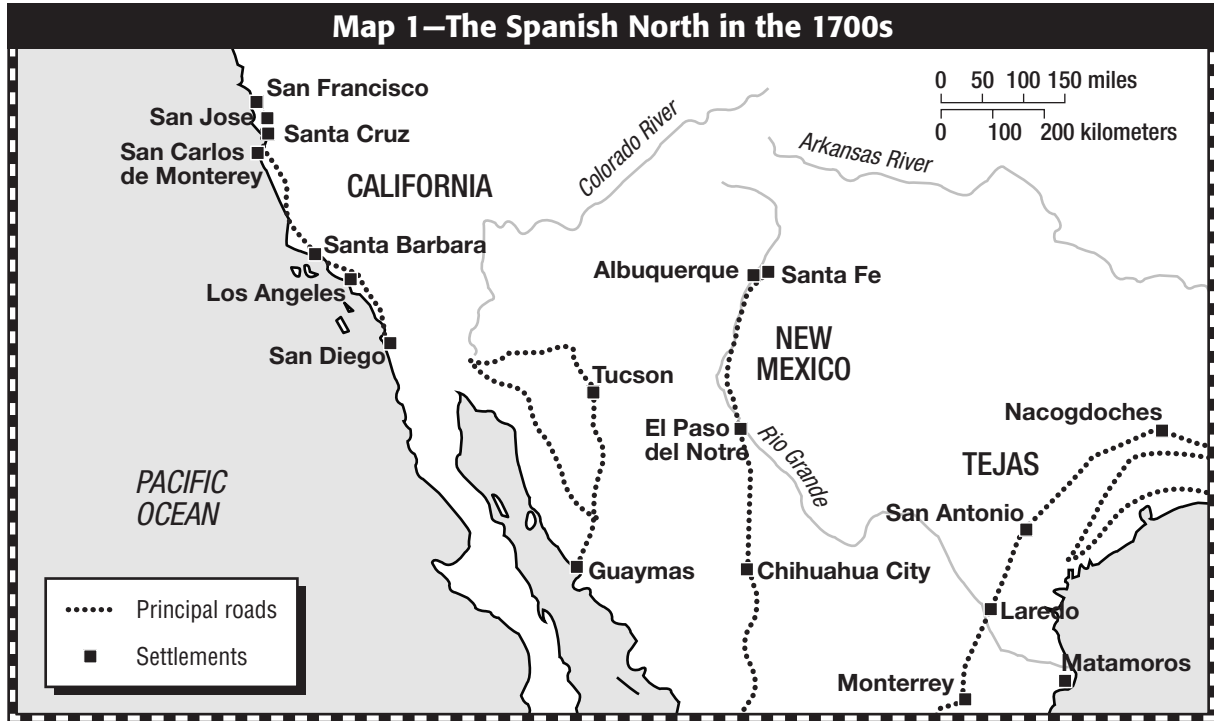 Map 1—The Spanish North in the 1700s
0 50 100 150 miles
0 100 200 kilometers
San Francisco
San Jose
Santa Cruz
San Carlos
de Monterey
CALIFORNIA
Colorado River
Arkansas River
Santa Barbara
Los Angeles
San Diego
Albuquerque
Santa Fe
NEW
MEXICO
Tucson
El Paso
del Notre
Rio Grande
Nacogdoches
TEJAS
San Antonio
PACIFIC
OCEAN
Guaymas
Chihuahua City
Laredo
Matamoros
Monterrey
Principal roads
Settlements